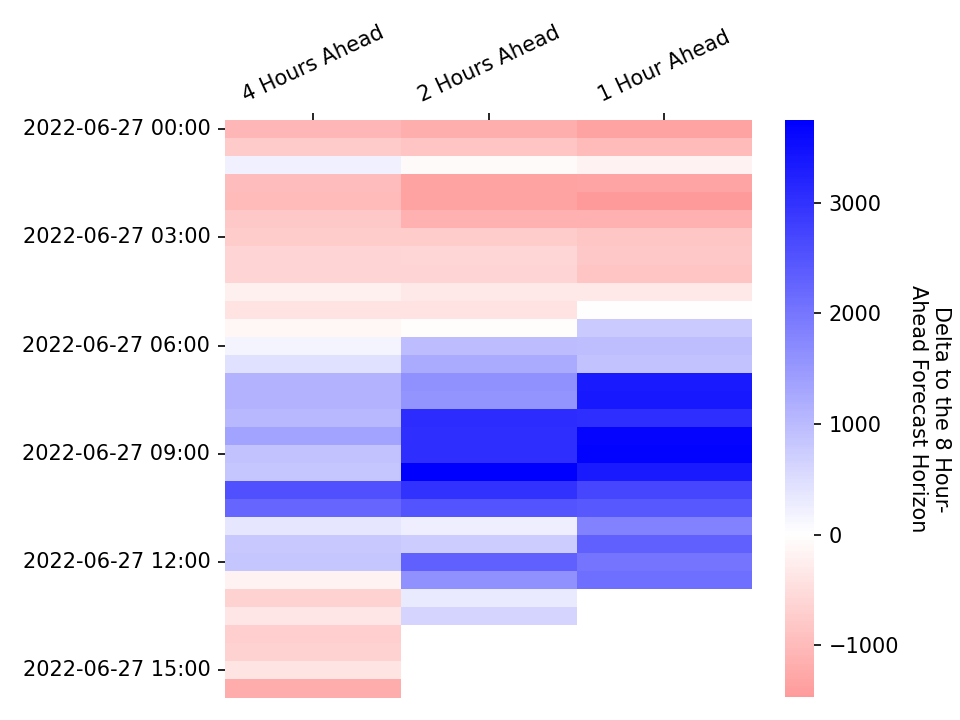 4 Hours Ahead
2 Hours Ahead
1 Hour Ahead
2022-06-27 00:00
2022-06-27 03:00
2022-06-27 06:00
2022-06-27 09:00
2022-06-27 12:00
2022-06-27 15:00
3000
2000
1000
0
−1000
Delta to the 8 Hour-
Ahead Forecast Horizon